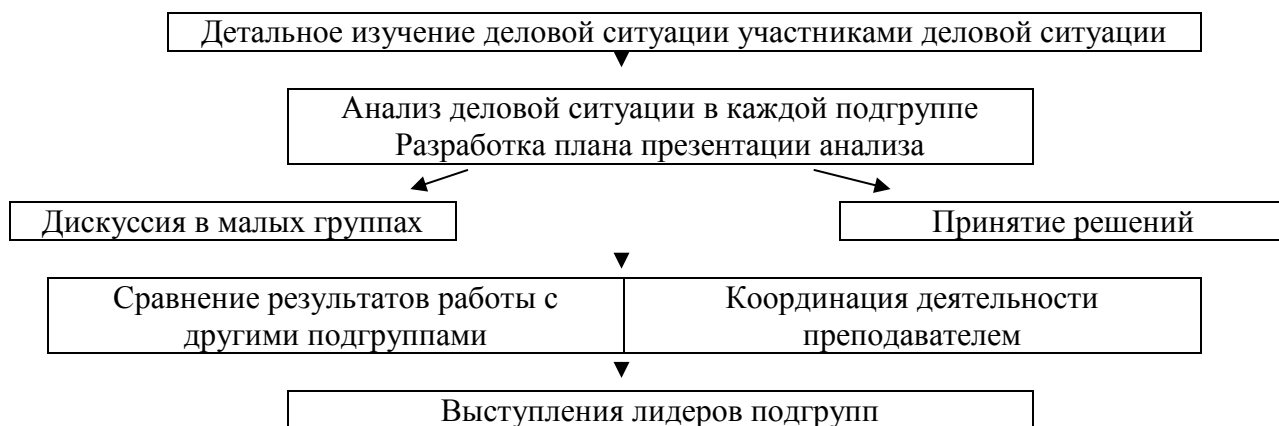 Детальное изучение деловой ситуации участниками деловой ситуации
Анализ деловой ситуации в каждой подгруппе
Разработка плана презентации анализа
Дискуссия в малых группах
Принятие решений
Сравнение результатов работы с
другими подгруппами
Координация деятельности
преподавателем
Выступления лидеров подгрупп